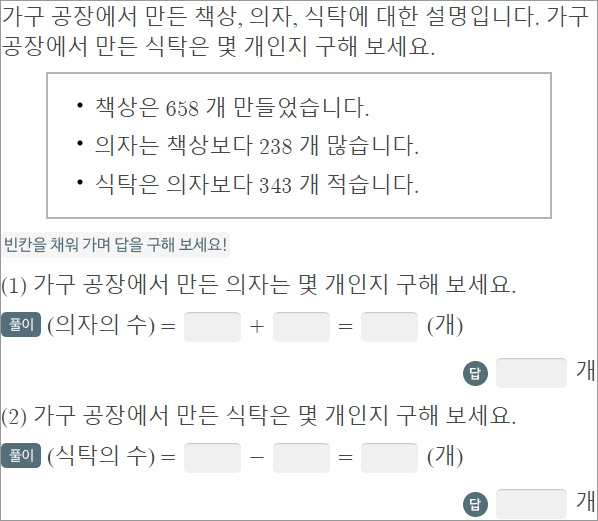 가구 공장에서 만든 책상, 의자, 식탁에 대한 설명입니다. 가구
공장에서 만든 식탁은 몇 개인지 구해 보세요.
• 책상은 658 개 만들었습니다.
• 의자는 책상보다 238 개 많습니다.
• 식탁은 의자보다 343 개 적습니다.
빈칸을 채워 가며 답을 구해 보세요!
(1) 가구 공장에서 만든 의자는 몇 개인지 구해 보세요.
풀이 (의자의 수) = + = (개)
답 개
(2) 가구 공장에서 만든 식탁은 몇 개인지 구해 보세요.
풀이 (식탁의 수) = − = (개)
답 개